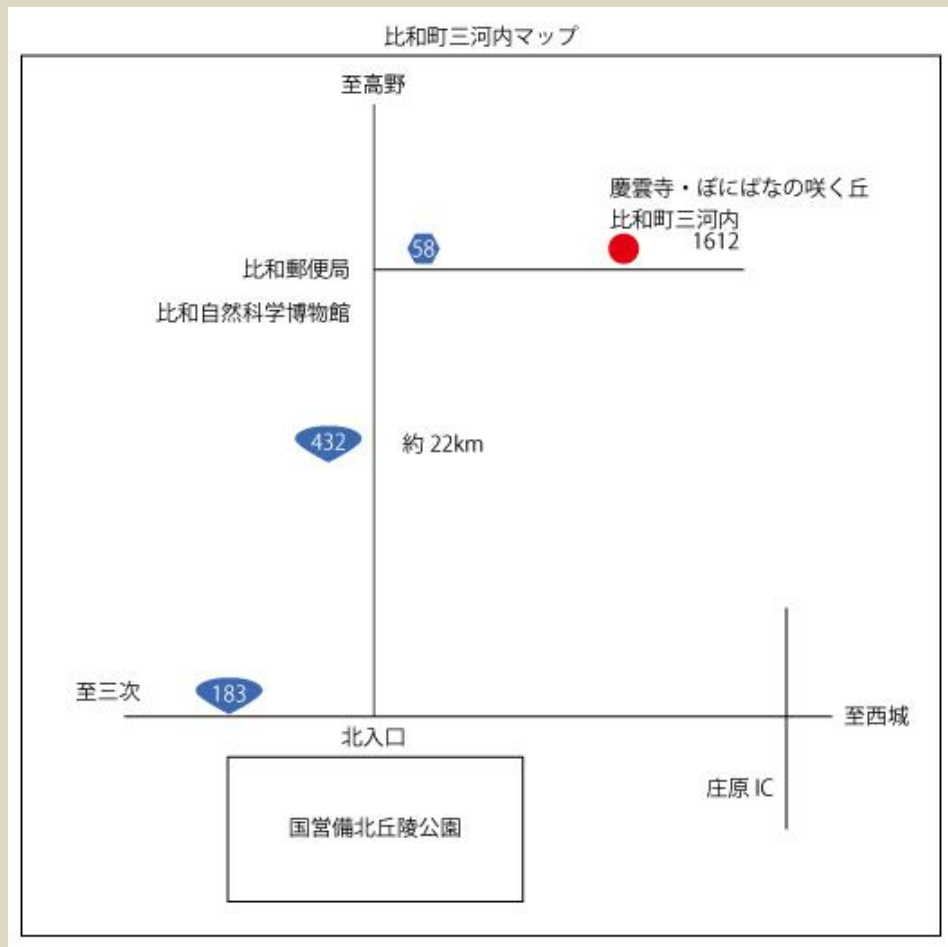 比和町三河内マップ
至高野
慶雲寺・ぼにばなの咲く丘
比和町三河内
1612
58
比和郵便局
比和自然科学博物館
432
約 22km
至三次
183
至西城
北入口
庄原 IC
国営備北丘陵公園